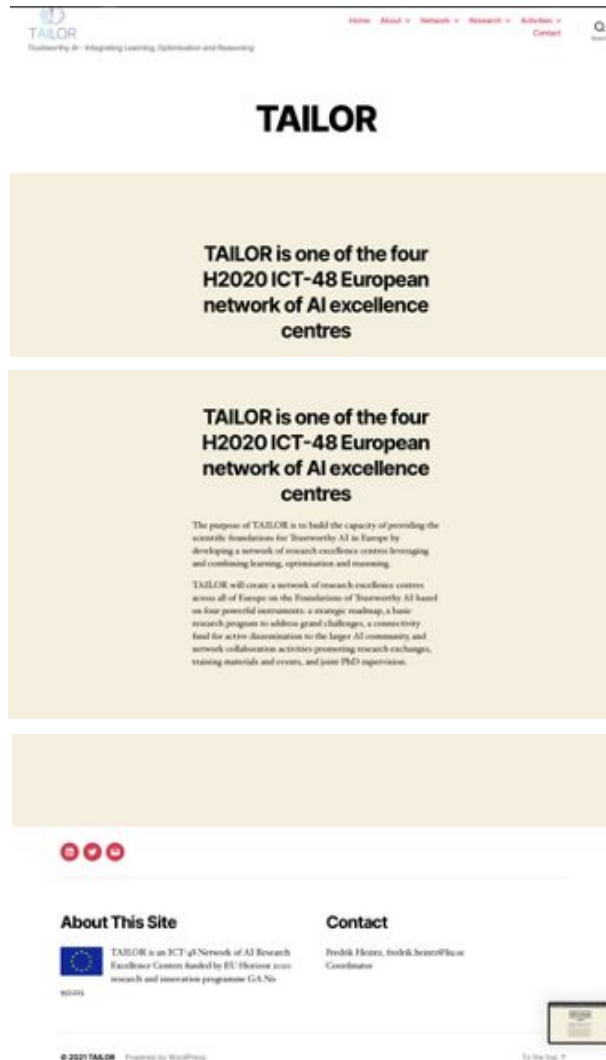 TAILOR
Trustworthy AI - Integrating Learning, Optimisation and Reasoning
Home About Network Research Activities
Contact
TAILOR
TAILOR is one of the four
H2020 ICT-48 European
network of AI excellence
centres
TAILOR is one of the four
H2020 ICT-48 European
network of AI excellence
centres
The purpose of TAILOR is to build the capacity of providing the
scientific foundations for Trustworthy AI in Europe by
developing a network of research excellence centres leveraging
and combining learning, optimisation and reasoning.
TAILOR will create a network of research excellence centres
across all of Europe on the Foundations of Trustworthy AI based
on four powerful instruments: a strategic roadmap, a basic
research program to address grand challenges, a connectivity
fund for active dissemination to the larger AI community, and
network collaboration activities promoting research exchanges,
training materials and events, and joint PhD supervision.
About This Site
TAILOR is an ICT-48 Network of AI Research
Excellence Centers funded by EU Horizon 2020
research and innovation programme GA No
952215
Contact
Fredrik Heintz, fredrik.heintz@liu.se
Coordinator
© 2021 TAILOR Powered by WordPress
To the top ↑